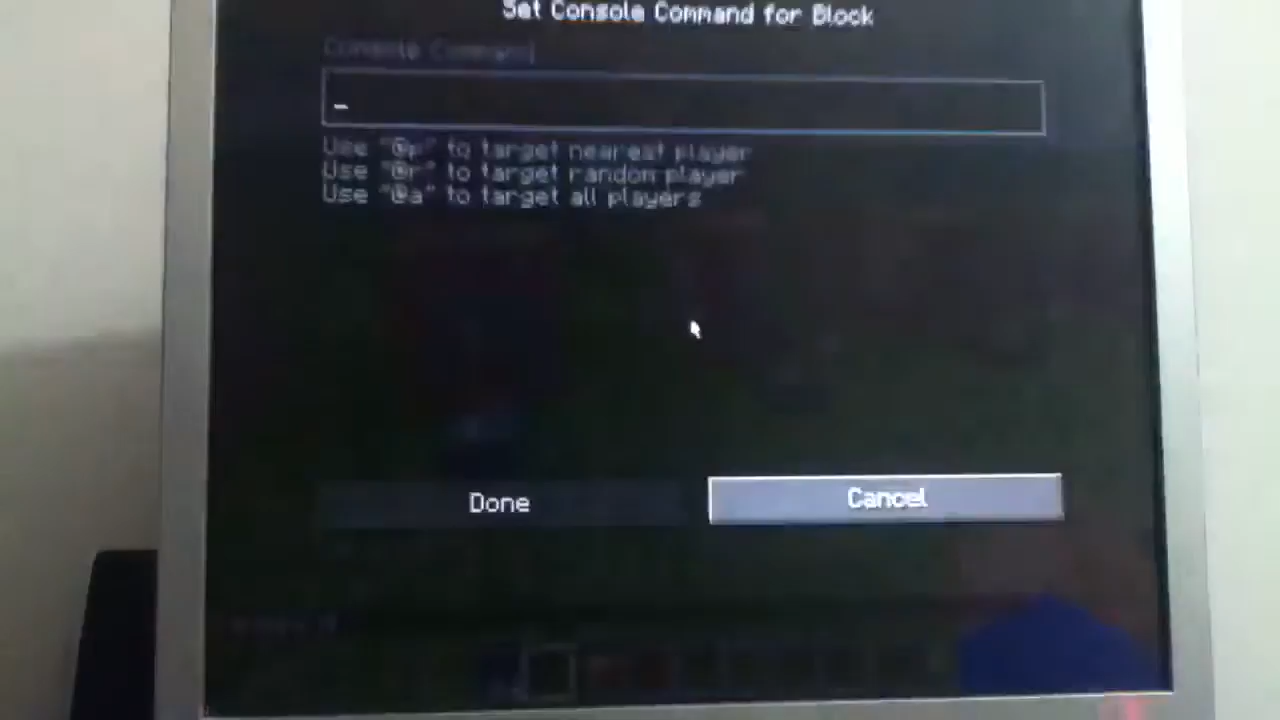 Set Console Command for Block
Console Command
_
Use "@p" to target nearest player
Use "@r" to target random player
Use "@a" to target all players
Done
Cancel